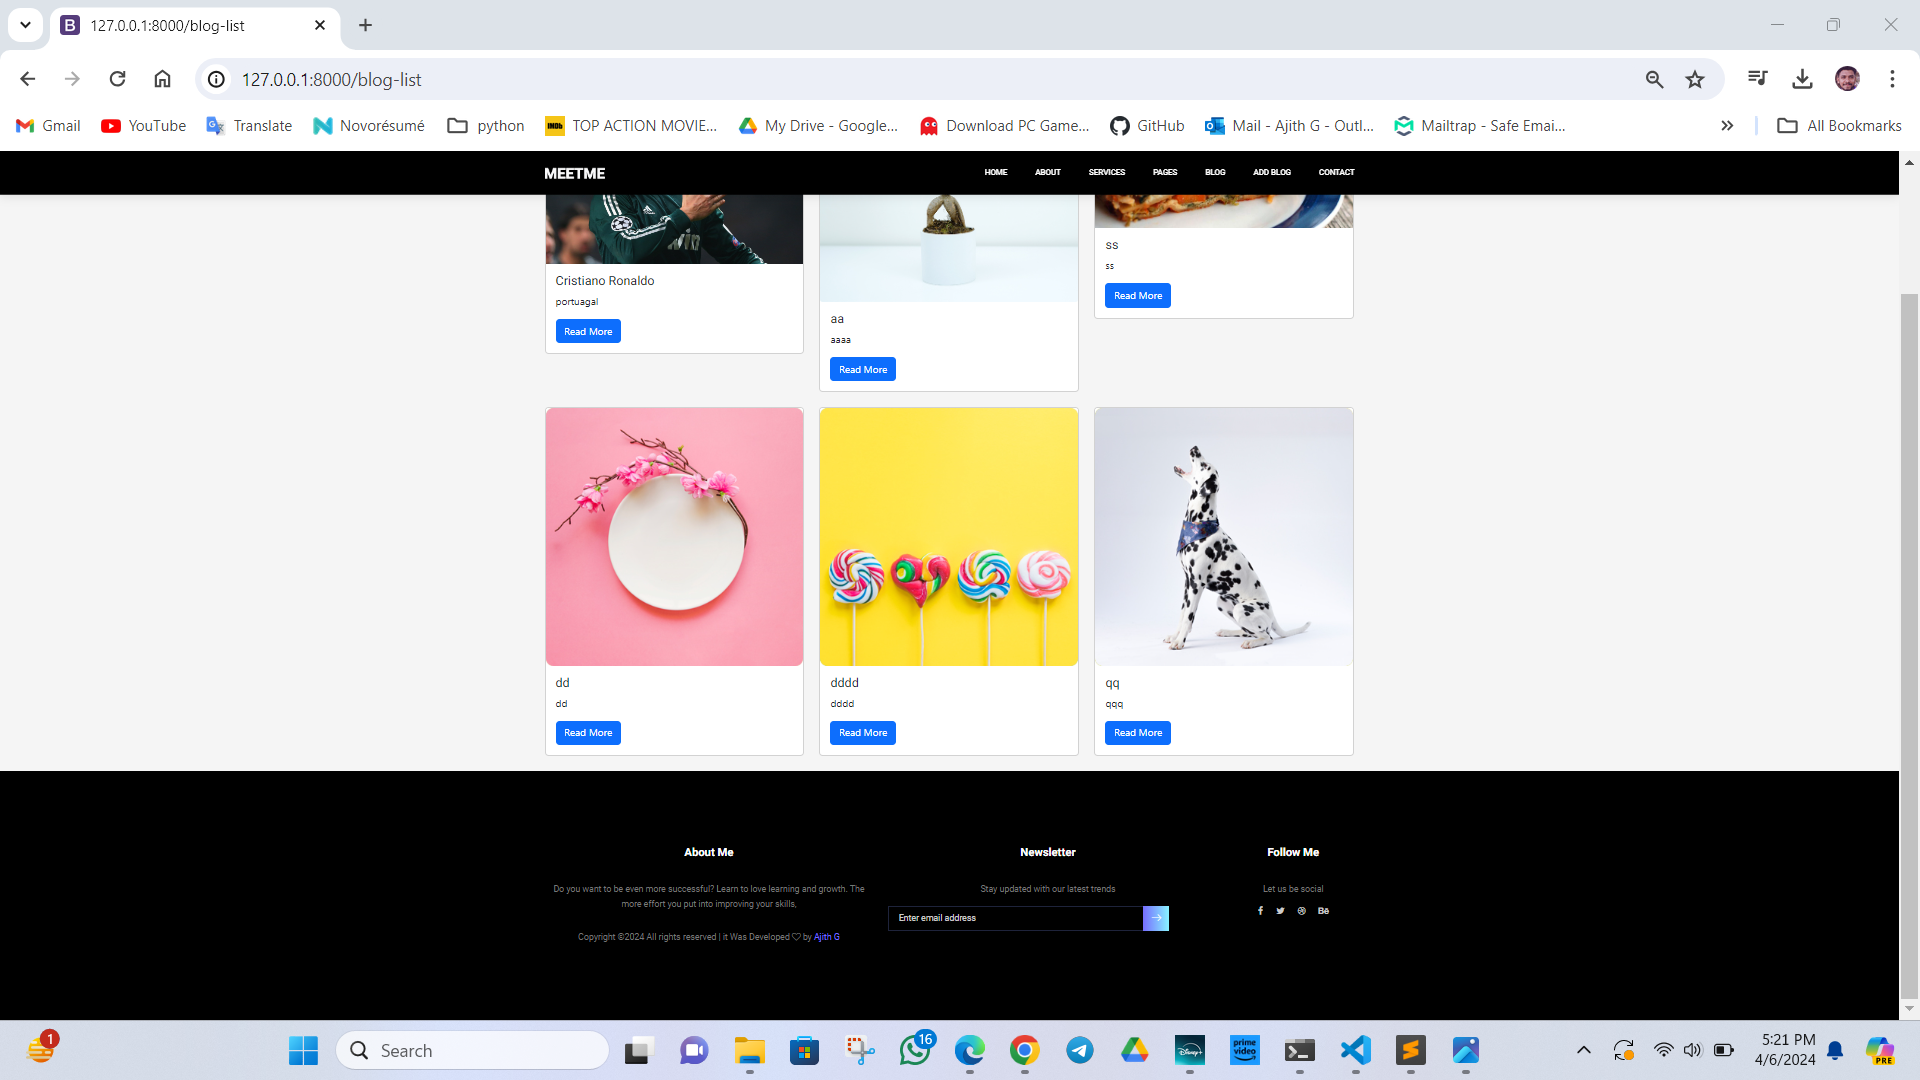 127.0.0.1:8000/blog-list
127.0.0.1:8000/blog-list
Gmail YouTube Translate Novorésumé python TOP ACTION MOVIE... My Drive - Google... Download PC Game... GitHub Mail - Ajith G - Outl... Mailtrap - Safe Emai... All Bookmarks
MEETME HOME ABOUT SERVICES PAGES BLOG ADD BLOG CONTACT
Cristiano Ronaldo
portuagal
Read More
aa
aaaa
Read More
ss
ss
Read More
dd
dd
Read More
dddd
dddd
Read More
qq
qqq
Read More
About Me
Do you want to be even more successful? Learn to love learning and growth. The
more effort you put into improving your skills,
Copyright ©2024 All rights reserved | it Was Developed ♡ by Ajith G
Newsletter
Stay updated with our latest trends
Enter email address
Follow Me
Let us be social
1
Search
16
Disney+
prime video
5:21 PM
4/6/2024
PRE